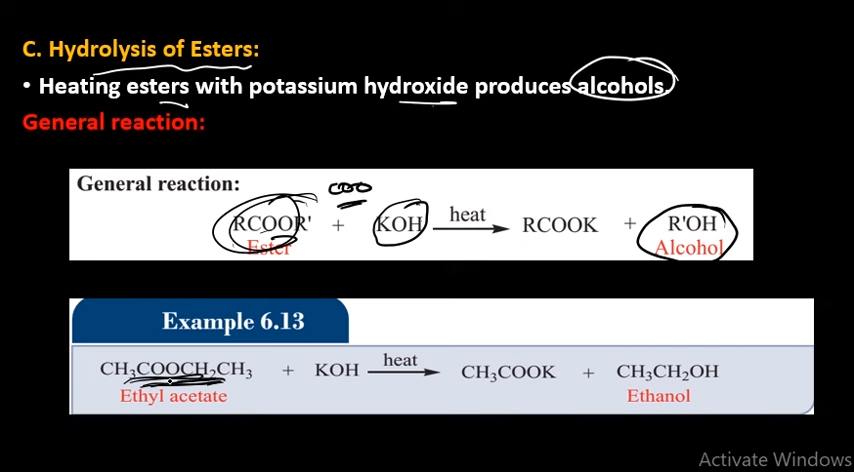 C. Hydrolysis of Esters:
• Heating esters with potassium hydroxide produces alcohols.
General reaction:
General reaction:
COO
RCOOR' + KOH heat RCOOK + R'OH
Ester Alcohol
Example 6.13
CH₃COOCH₂CH₃ + KOH heat CH₃COOK + CH₃CH₂OH
Ethyl acetate Ethanol
Activate Windows